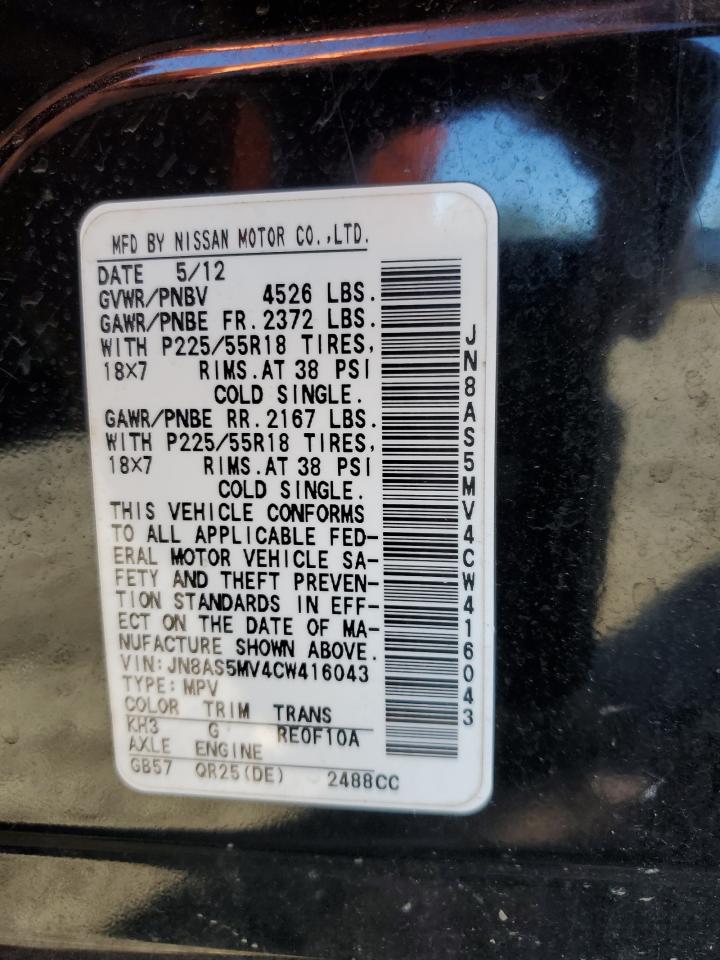 MFD BY NISSAN MOTOR CO.,LTD.
DATE 5/12
GVWR/PNBV 4526 LBS.
GAWR/PNBE FR. 2372 LBS.
WITH P225/55R18 TIRES,
18×7 RIMS. AT 38 PSI
COLD SINGLE.
GAWR/PNBE RR. 2167 LBS.
WITH P225/55R18 TIRES,
18×7 RIMS. AT 38 PSI
COLD SINGLE.
THIS VEHICLE CONFORMS
TO ALL APPLICABLE FED-
ERAL MOTOR VEHICLE SA-
FETY AND THEFT PREVEN-
TION STANDARDS IN EFF-
ECT ON THE DATE OF MA-
NUFACTURE SHOWN ABOVE.
VIN: JN8AS5MV4CW416043
TYPE: MPV
COLOR TRIM TRANS
KH3 G RE0F10A
AXLE ENGINE
GB57 QR25(DE) 2488CC
JN8AS5MV4CW416043